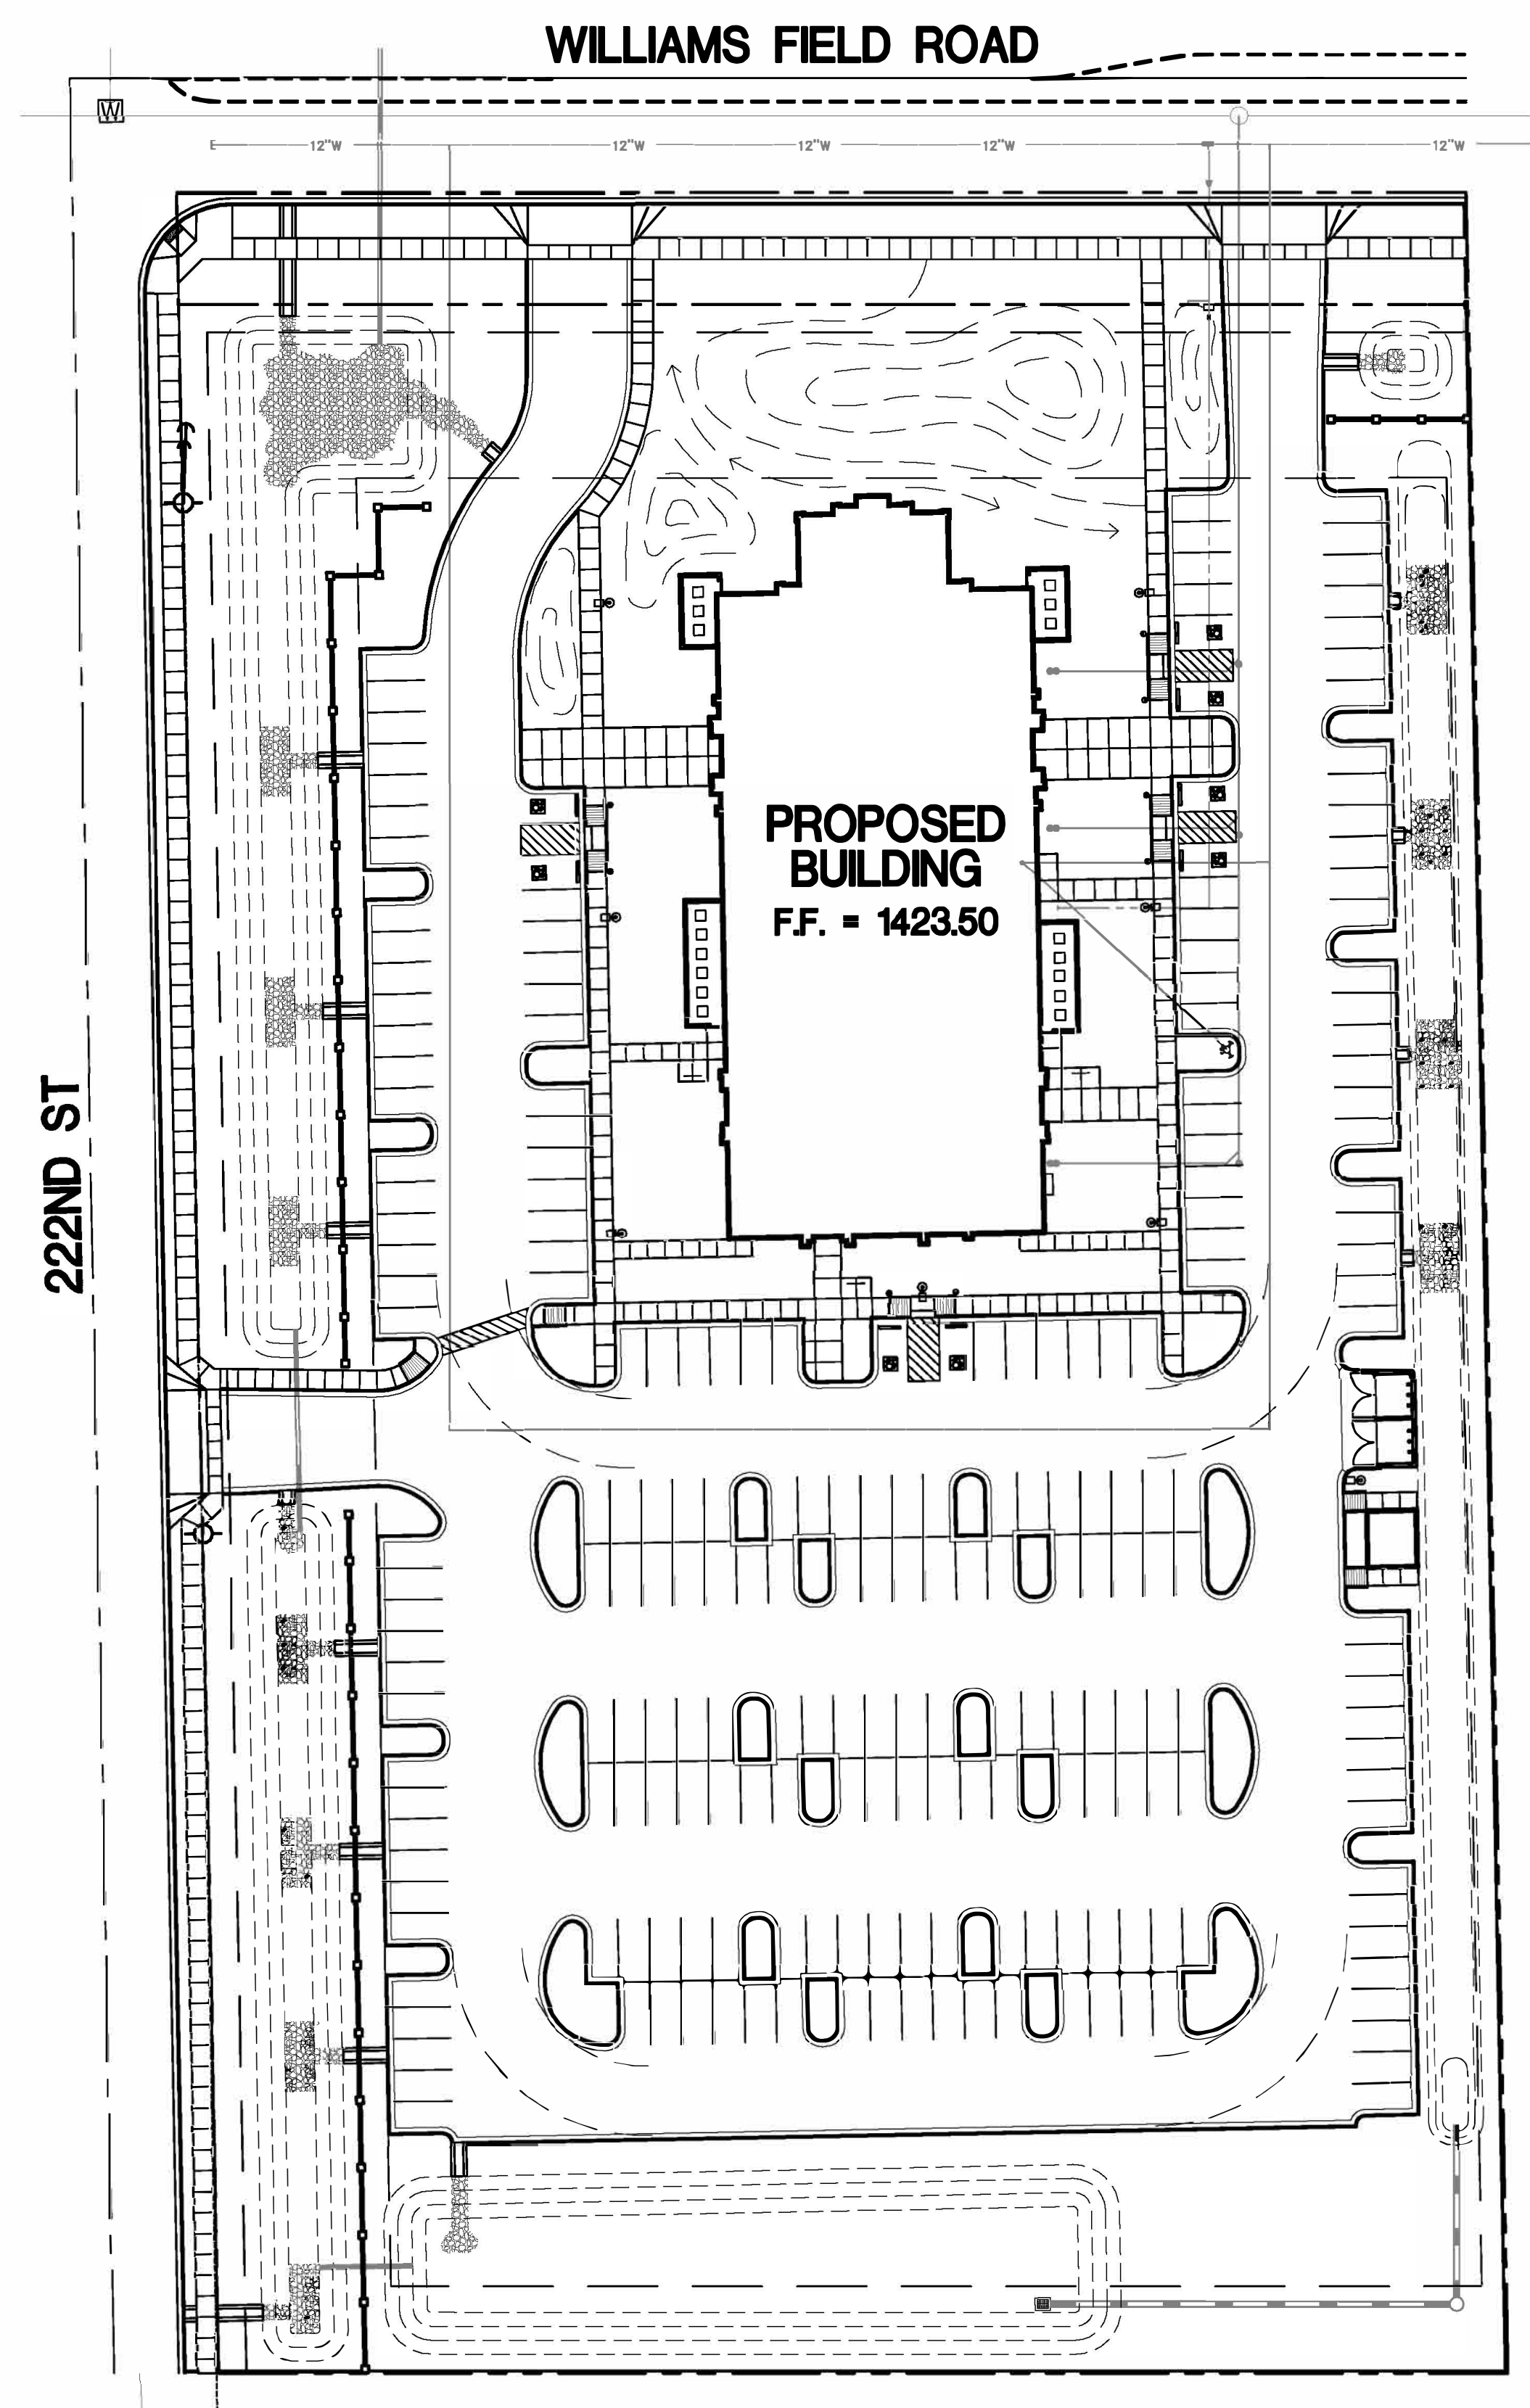 WILLIAMS FIELD ROAD
W
E 12"W 12"W 12"W 12"W 12"W
PROPOSED
BUILDING
F.F. = 1423.50
222ND ST